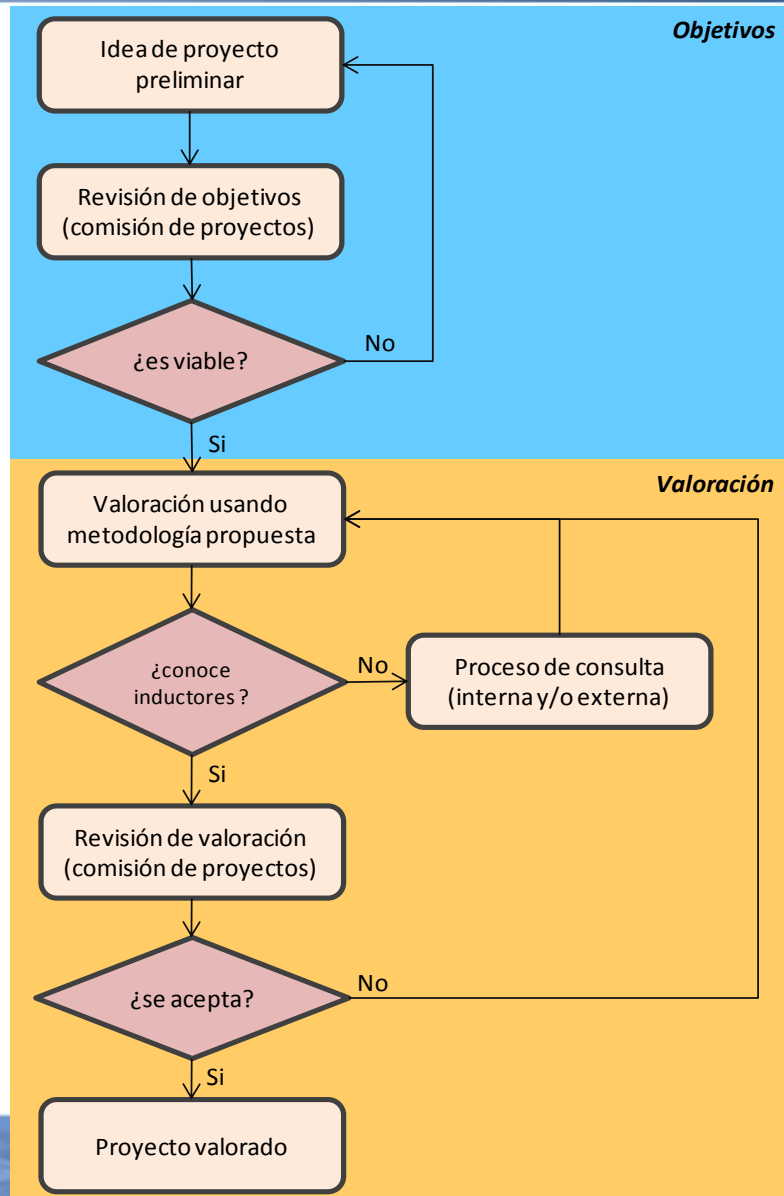 Objetivos
Idea de proyecto
preliminar
Revisión de objetivos
(comisión de proyectos)
¿es viable?
No
Si
Valoración
Valoración usando
metodología propuesta
¿conoce
inductores ?
No
Proceso de consulta
(interna y/o externa)
Si
Revisión de valoración
(comisión de proyectos)
¿se acepta?
No
Si
Proyecto valorado